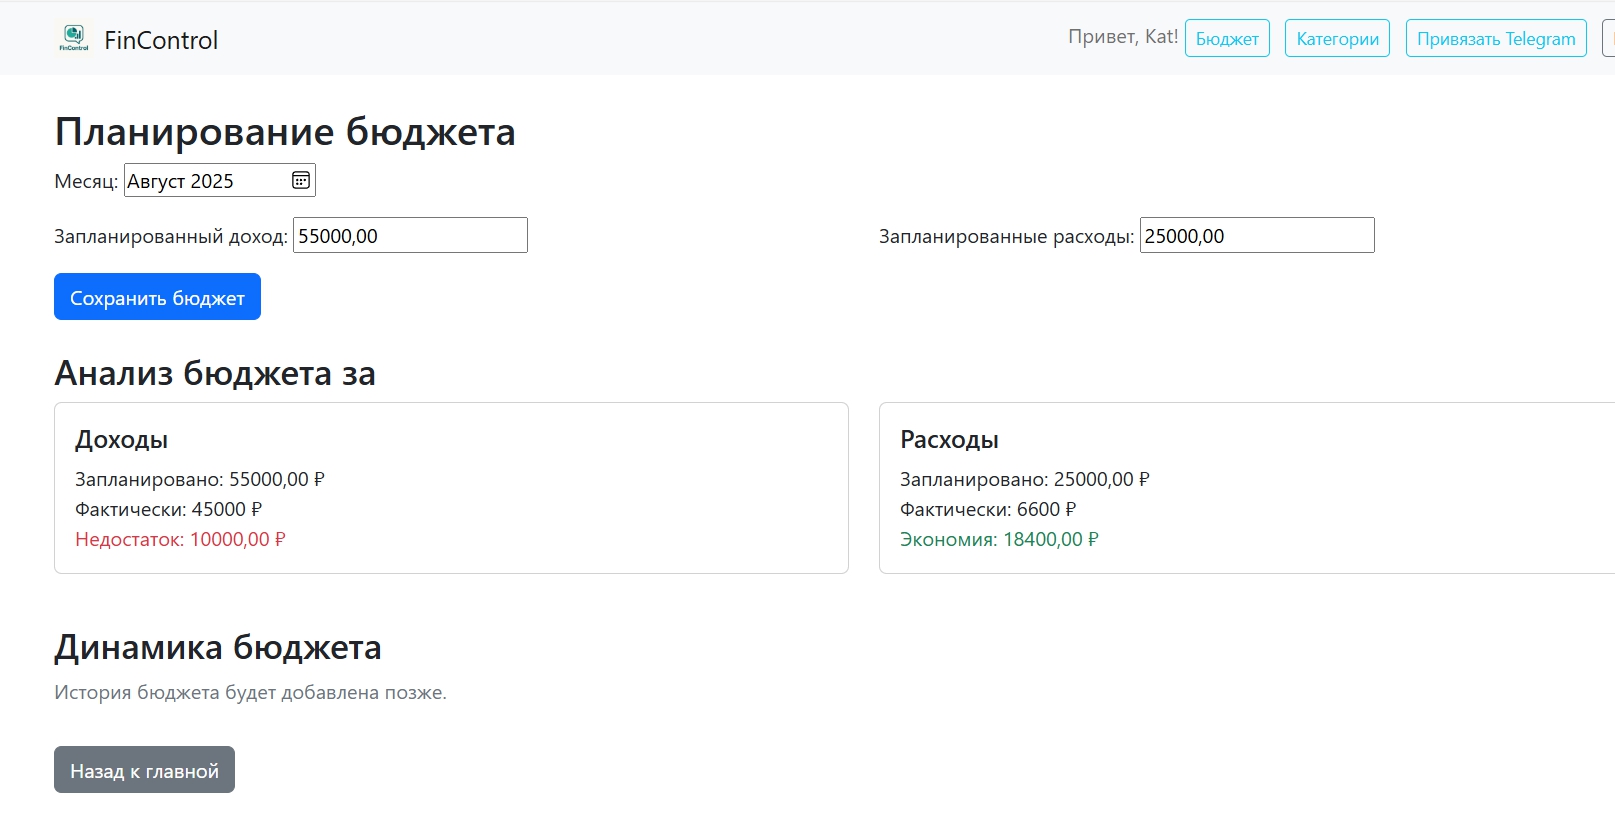 FinControl
FinControl
Привет, Kat!
Бюджет
Категории
Привязать Telegram
Планирование бюджета
Месяц: Август 2025
Запланированный доход: 55000,00
Запланированные расходы: 25000,00
Сохранить бюджет
Анализ бюджета за
Доходы
Запланировано: 55000,00 ₽
Фактически: 45000 ₽
Недостаток: 10000,00 ₽
Расходы
Запланировано: 25000,00 ₽
Фактически: 6600 ₽
Экономия: 18400,00 ₽
Динамика бюджета
История бюджета будет добавлена позже.
Назад к главной